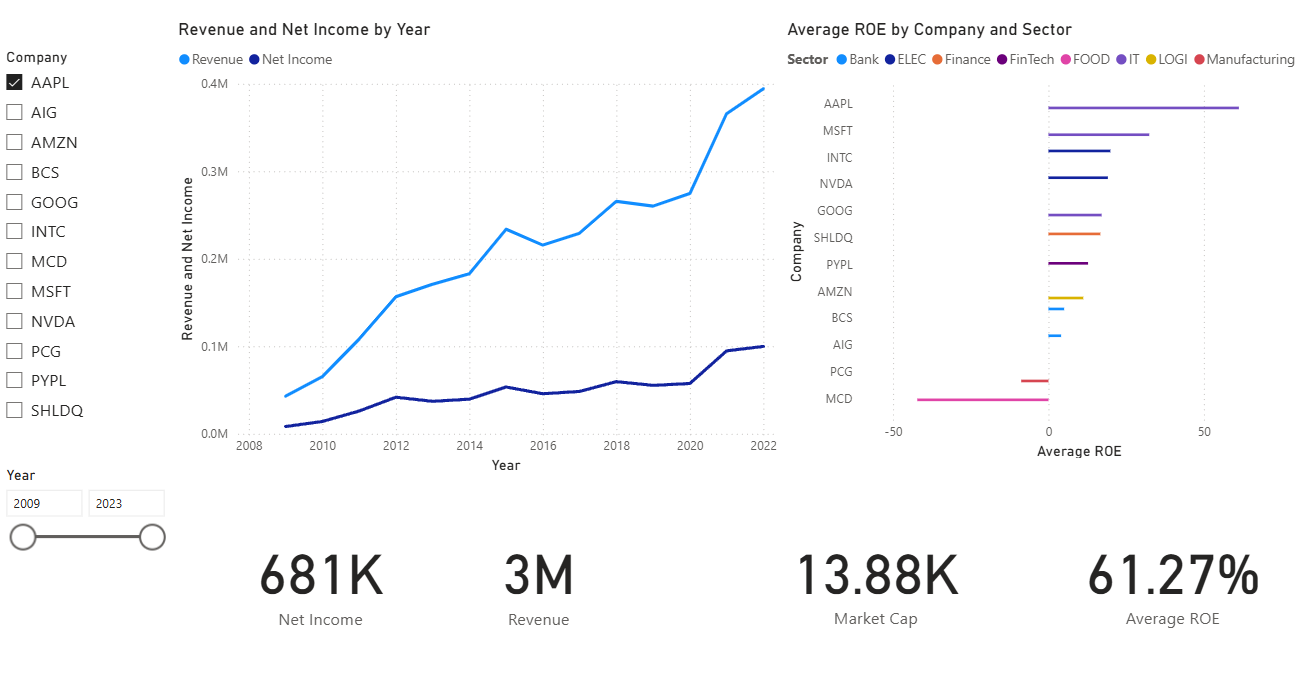 Company
AAPL
AIG
AMZN
BCS
GOOG
INTC
MCD
MSFT
NVDA
PCG
PYPL
SHLDQ
Year
2009 2023
Revenue and Net Income by Year
Revenue Net Income
Revenue and Net Income
0.4M
0.3M
0.2M
0.1M
0.0M
2008 2010 2012 2014 2016 2018 2020 2022
Year
Average ROE by Company and Sector
Sector Bank ELEC Finance FinTech FOOD IT LOGI Manufacturing
Company
AAPL
MSFT
INTC
NVDA
GOOG
SHLDQ
PYPL
AMZN
BCS
AIG
PCG
MCD
-50 0 50
Average ROE
681K
Net Income
3M
Revenue
13.88K
Market Cap
61.27%
Average ROE